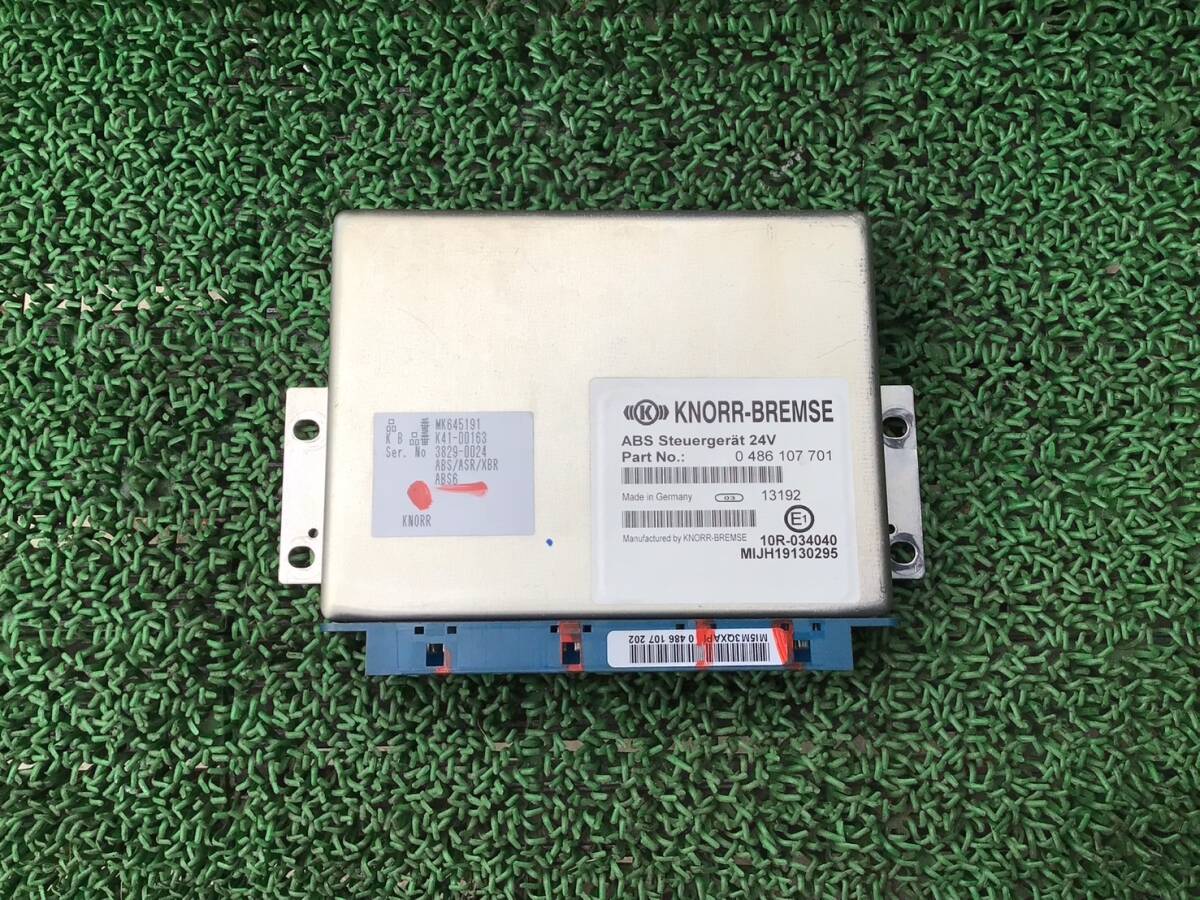 MK645191
K B K41-00163
Ser. No 3829-0024
ABS/ASR/XBR
ABS6
KNORR
K KNORR-BREMSE
ABS Steuergerät 24V
Part No.: 0 486 107 701
Made in Germany 03 13192
E1
Manufactured by KNORR-BREMSE 10R-034040
MIJH19130295
0 486 107 202